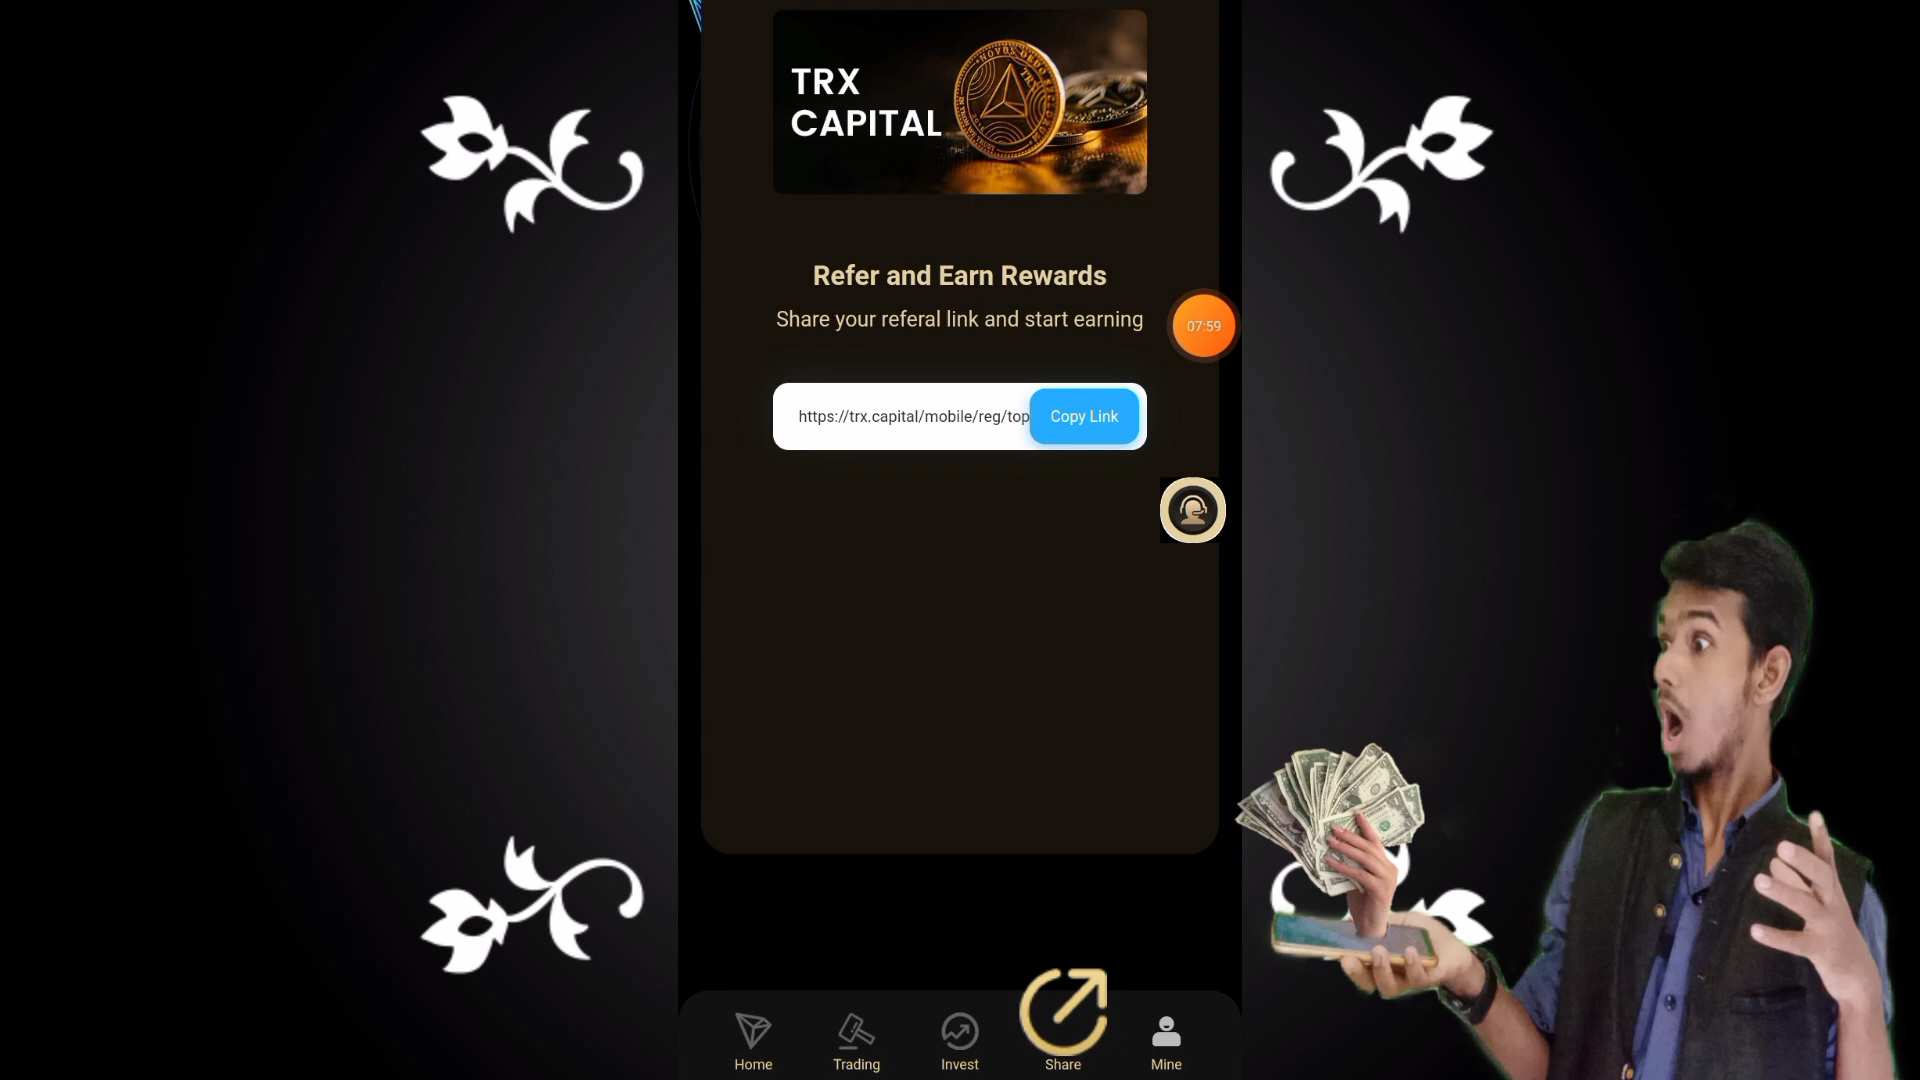 TRX
CAPITAL
Refer and Earn Rewards
Share your referal link and start earning
07:59
https://trx.capital/mobile/reg/top
Copy Link
Home
Trading
Invest
Share
Mine